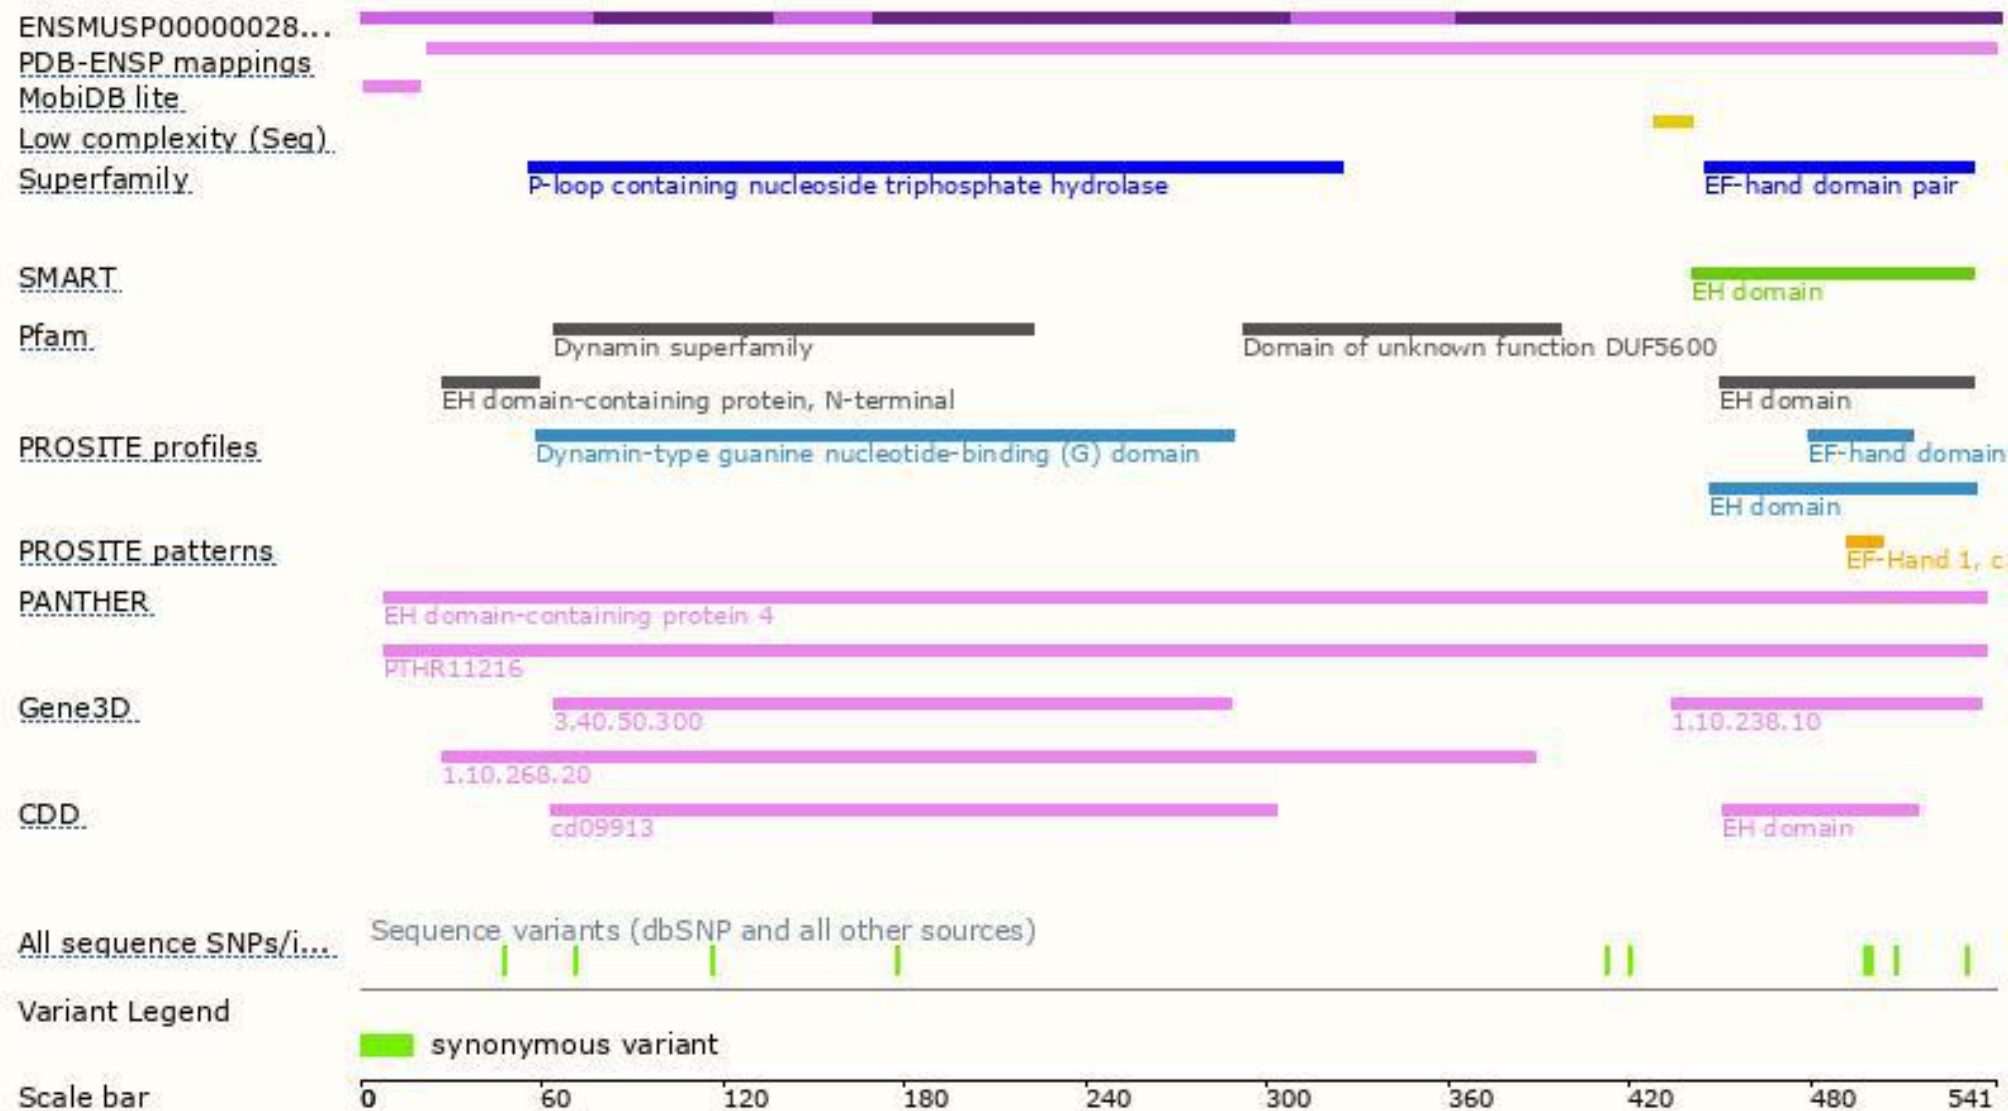 ENSMUSP00000028...
PDB-ENSP mappings
MobiDB lite
Low complexity (Seg)
Superfamily
P-loop containing nucleoside triphosphate hydrolase
EF-hand domain pair
SMART
EH domain
Pfam
Dynamin superfamily
Domain of unknown function DUF5600
EH domain-containing protein, N-terminal
EH domain
PROSITE profiles
Dynamin-type guanine nucleotide-binding (G) domain
EF-hand domain
EH domain
PROSITE patterns
EF-Hand 1, c
PANTHER
EH domain-containing protein 4
PTHR11216
Gene3D
3.40.50.300
1.10.238.10
1.10.268.20
CDD
cd09913
EH domain
Sequence variants (dbSNP and all other sources)
All sequence SNPs/i...
Variant Legend
synonymous variant
Scale bar
0 60 120 180 240 300 360 420 480 541